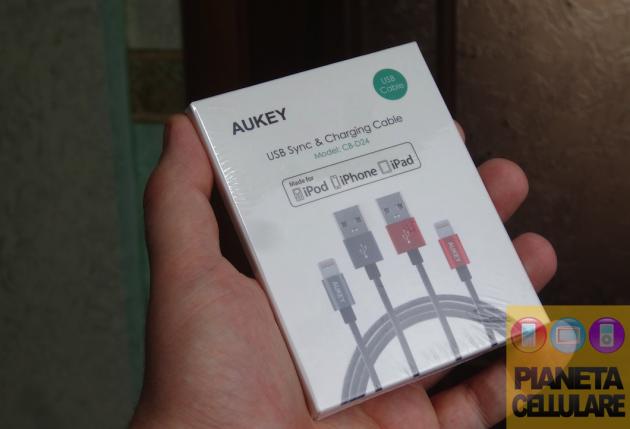 USB
Cable
AUKEY
USB Sync & Charging Cable
Model: CB-D24
Made for
iPod iPhone iPad
AUKEY
AUKEY
PIANETA
CELLULARE